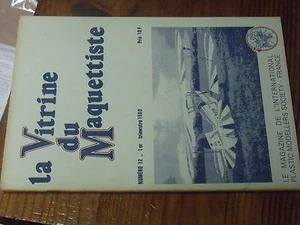 la Vitrine
du
Maquettiste
NUMERO 12 - 1er trimestre 1980
Prix 10 F
LE MAGAZINE DE L'INTERNATIONAL
PLASTIC MODELLERS SOCIETY - FRANCE